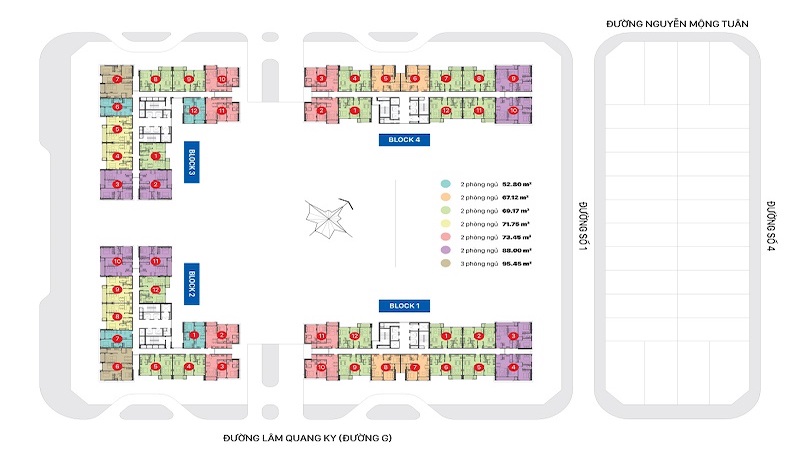 ĐƯỜNG NGUYỄN MỘNG TUÂN
7 8 9 10
6 12 11
5
4 1
3 2
BLOCK 3
3 4 5 6 7 8 9
2 1 12 11 10
BLOCK 4
2 phòng ngủ 52.80 m²
2 phòng ngủ 67.12 m²
2 phòng ngủ 69.17 m²
2 phòng ngủ 71.75 m²
2 phòng ngủ 73.45 m²
2 phòng ngủ 88.00 m²
3 phòng ngủ 95.45 m²
ĐƯỜNG SỐ 1
ĐƯỜNG SỐ 4
10 11
9 12
8
7 1 2
6 5 4 3
BLOCK 2
BLOCK 1
11 12 1 2 3
10 9 8 7 6 5 4
ĐƯỜNG LÂM QUANG KY (ĐƯỜNG G)